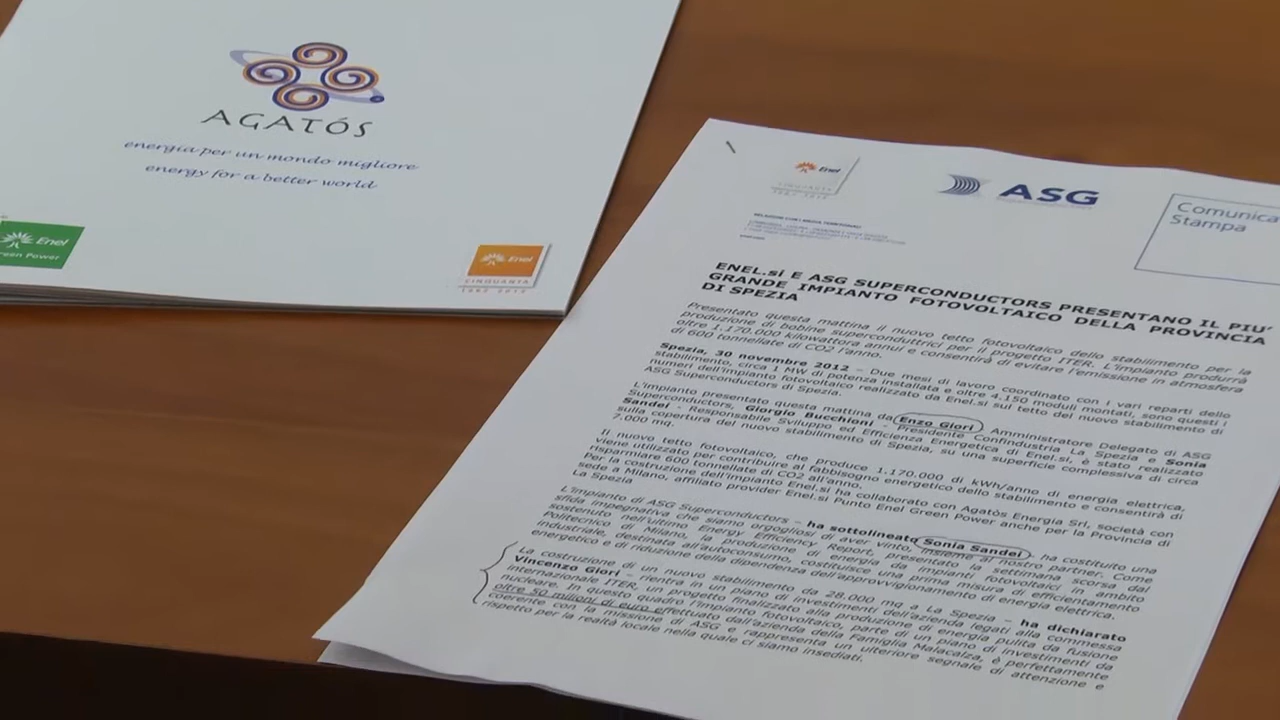 AGATÓS
energia per un mondo migliore
energy for a better world
Enel
Green Power
Enel
CINQUANTA
1962 2012
Enel
CINQUANTA
1962 2012
ASG
Comunica
Stampa
RELAZIONI CON I MEDIA TERRITORIALI
ENEL.si E ASG SUPERCONDUCTORS PRESENTANO IL PIU'
GRANDE IMPIANTO FOTOVOLTAICO DELLA PROVINCIA
DI SPEZIA
Presentato questa mattina il nuovo tetto fotovoltaico dello stabilimento per la
produzione di bobine superconduttrici per il progetto ITER. L'impianto produrrà
oltre 1.170.000 kilowattora annui e consentirà di evitare l'emissione in atmosfera
di 600 tonnellate di CO2 l'anno.
Spezia, 30 novembre 2012 – Due mesi di lavoro coordinato con i vari reparti dello
stabilimento, circa 1 MW di potenza installata e oltre 4.150 moduli montati, sono questi i
numeri dell'impianto fotovoltaico realizzato da Enel.si sul tetto del nuovo stabilimento di
ASG Superconductors di Spezia.
L'impianto presentato questa mattina da Enzo Giori, Amministratore Delegato di ASG
Superconductors, Giorgio Bucchioni - Presidente Confindustria La Spezia e Sonia
Sandei - Responsabile Sviluppo ed Efficienza Energetica di Enel.si, è stato realizzato
sulla copertura del nuovo stabilimento di Spezia, su una superficie complessiva di circa
7.000 mq.
Il nuovo tetto fotovoltaico, che produce 1.170.000 di kWh/anno di energia elettrica,
viene utilizzato per contribuire al fabbisogno energetico dello stabilimento e consentirà di
risparmiare 600 tonnellate di CO2 all'anno.
Per la costruzione dell'impianto Enel.si ha collaborato con Agatòs Energia Srl, società con
sede a Milano, affiliato provider Enel.si Punto Enel Green Power anche per la Provincia di
La Spezia
L'impianto di ASG Superconductors – ha sottolineato Sonia Sandei - ha costituito una
sfida impegnativa che siamo orgogliosi di aver vinto, insieme al nostro partner. Come
sostenuto nell'ultimo Energy Efficiency Report, presentato la settimana scorsa dal
Politecnico di Milano, la produzione di energia da impianti fotovoltaici in ambito
industriale, destinata all'autoconsumo, costituisce una prima misura di efficientamento
energetico e di riduzione della dipendenza dell'approvvigionamento di energia elettrica.
La costruzione di un nuovo stabilimento da 28.000 mq a La Spezia – ha dichiarato
Vincenzo Giori – rientra in un piano di investimenti dell'azienda legati alla commessa
internazionale ITER, un progetto finalizzato alla produzione di energia pulita da fusione
nucleare. In questo quadro l'impianto fotovoltaico, parte di un piano di investimenti da
oltre 50 milioni di euro effettuato dall'azienda della Famiglia Malacalza, è perfettamente
coerente con la missione di ASG e rappresenta un ulteriore segnale di attenzione e
rispetto per la realtà locale nella quale ci siamo insediati.